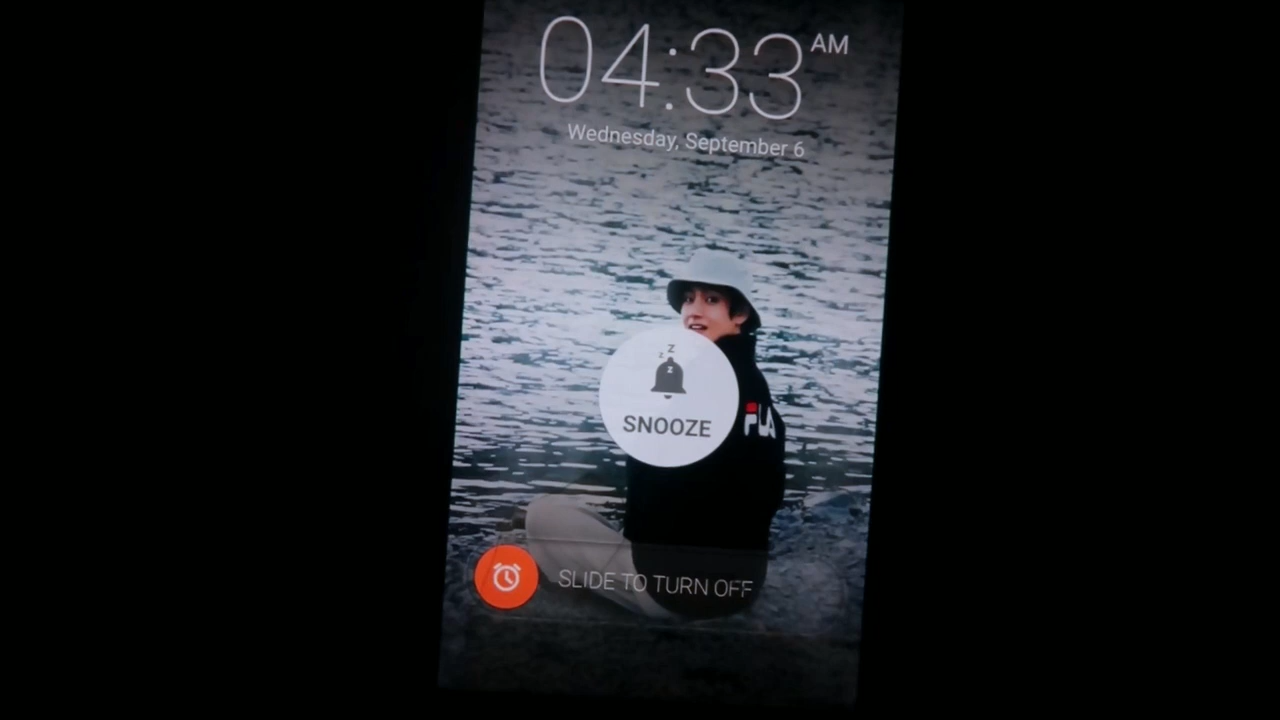 04:33 AM
Wednesday, September 6
z
z
z
SNOOZE
FILA
SLIDE TO TURN OFF